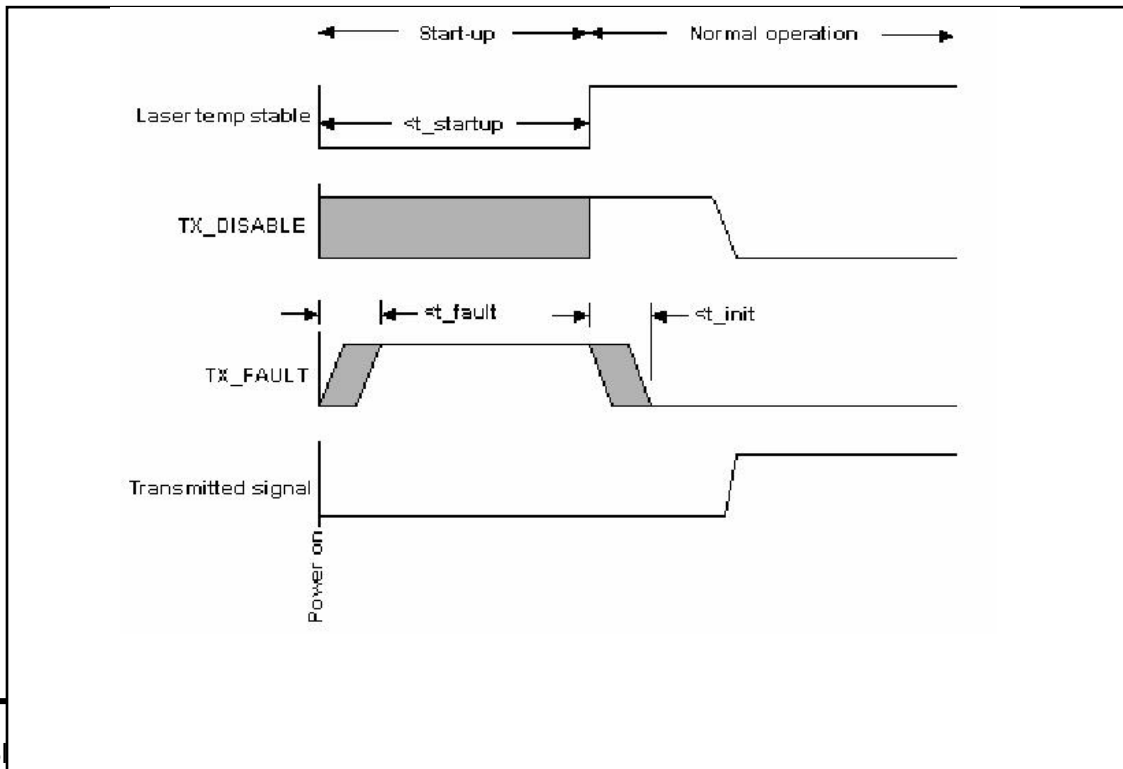 Start-up
Normal operation
Laser temp stable
<t_startup
TX_DISABLE
<t_fault
<t_init
TX_FAULT
Transmitted signal
Power on